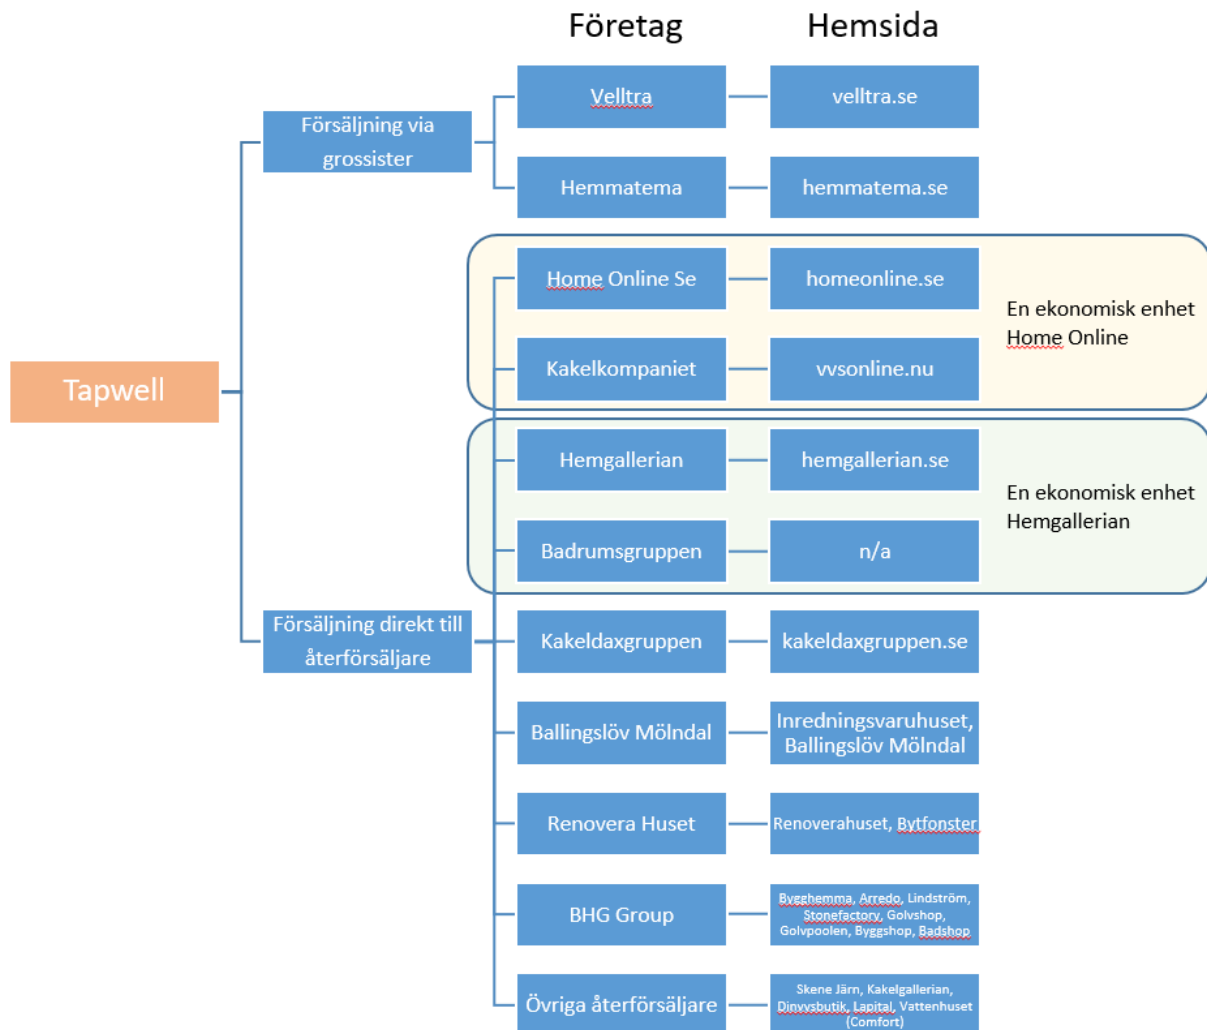 Företag
Hemsida
Velltra
velltra.se
Försäljning via
grossister
Hemmatema
hemmatema.se
Home Online Se
homeonline.se
En ekonomisk enhet
Home Online
Kakelkompaniet
vvsonline.nu
Tapwell
Hemgallerian
hemgallerian.se
En ekonomisk enhet
Hemgallerian
Badrumsgruppen
n/a
Försäljning direkt till
återförsäljare
Kakeldaxgruppen
kakeldaxgruppen.se
Ballingslöv Mölndal
Inredningsvaruhuset,
Ballingslöv Mölndal
Renovera Huset
Renoverahuset, Bytfonster
BHG Group
Bygghemma, Arredo, Lindström,
Stonefactory, Golvshop,
Golvpoolen, Byggshop, Badshop
Övriga återförsäljare
Skene Järn, Kakelgallerian,
Dinvvsbutik, Lapital, Vattenhuset
(Comfort)